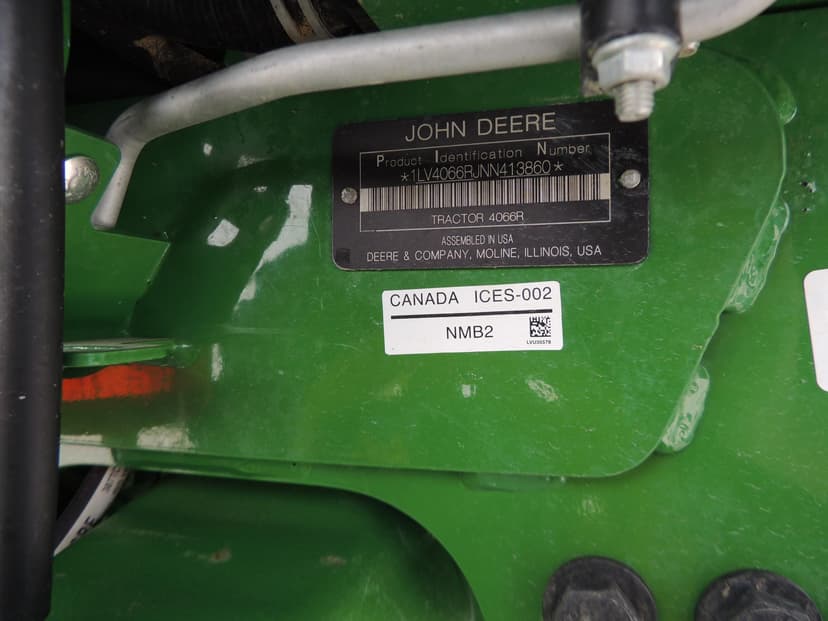 JOHN DEERE
Product Identification Number
*1LV4066RJNN413860*
TRACTOR 4066R
ASSEMBLED IN USA
DEERE & COMPANY, MOLINE, ILLINOIS, USA
CANADA ICES-002
NMB2